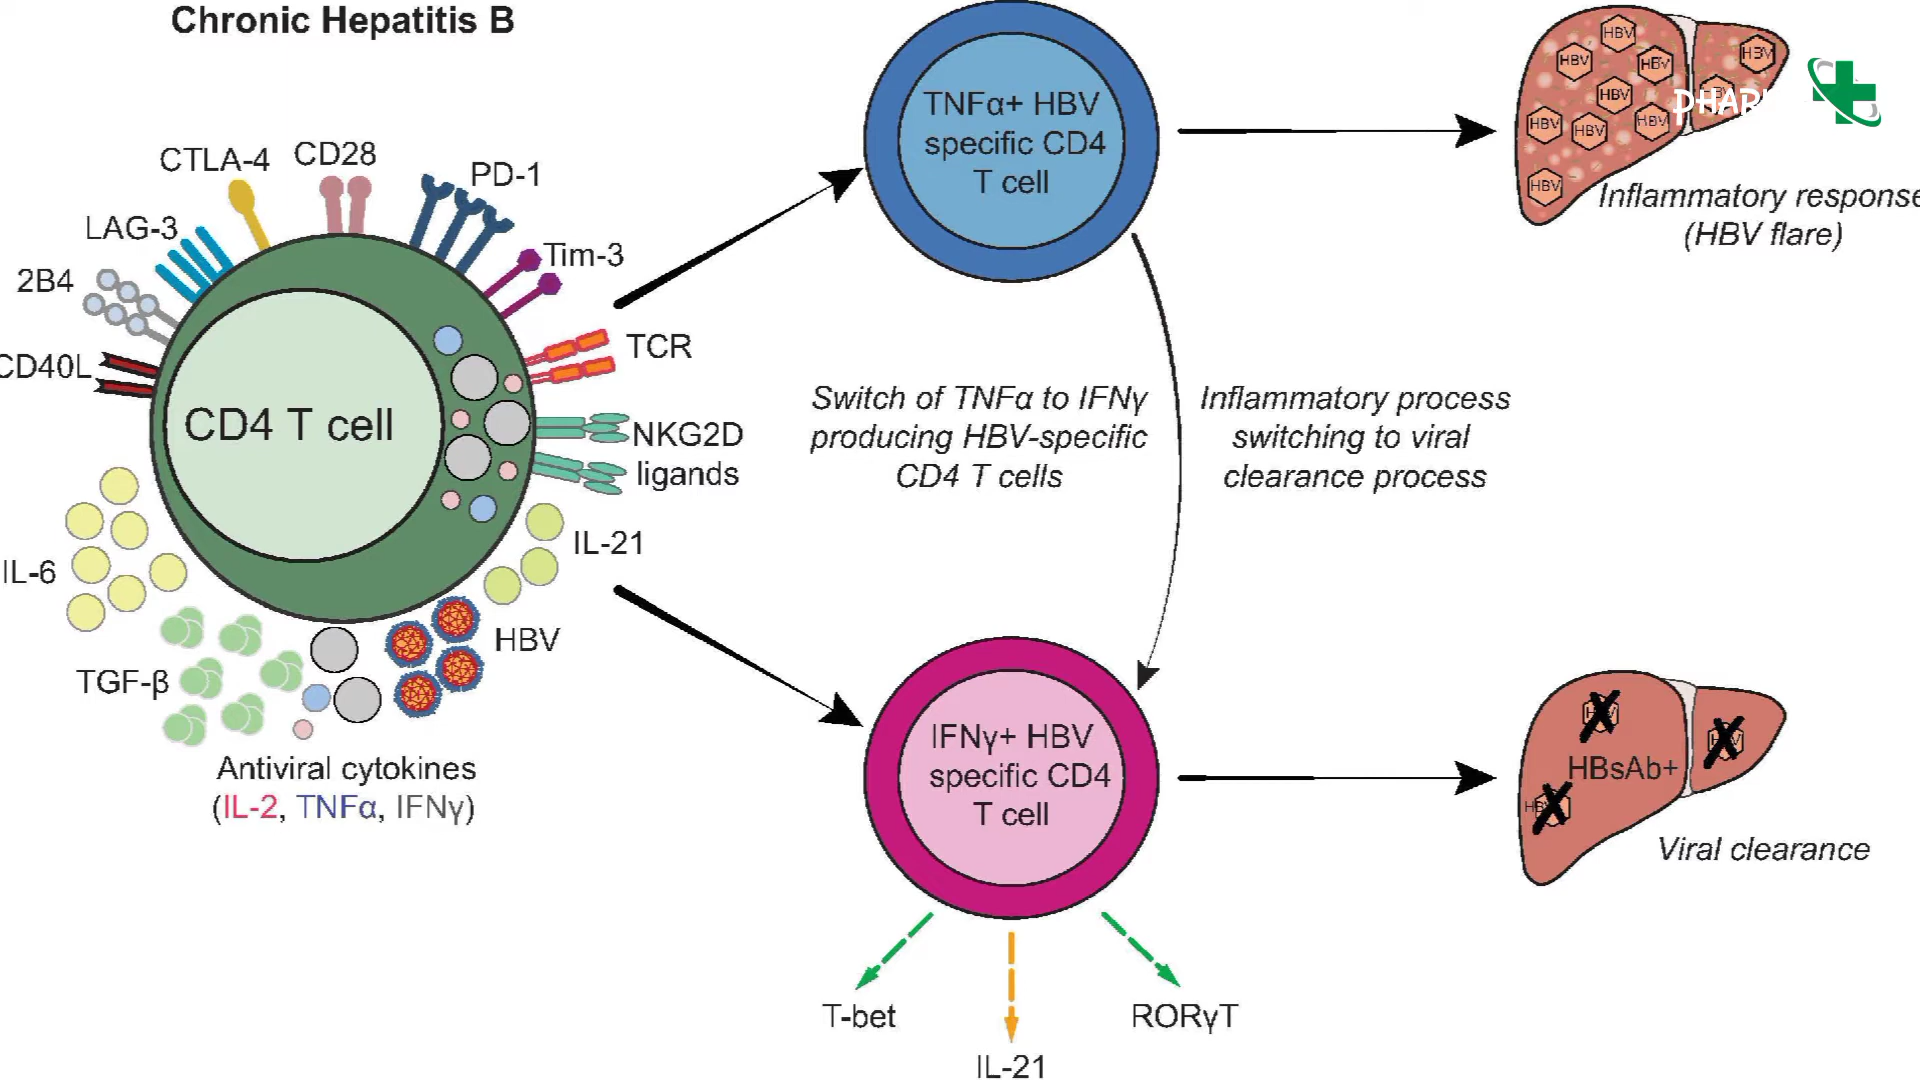 Chronic Hepatitis B
CTLA-4
CD28
PD-1
LAG-3
Tim-3
2B4
CD40L
TCR
CD4 T cell
NKG2D
ligands
IL-21
IL-6
HBV
TGF-β
Antiviral cytokines
(IL-2, TNFα, IFNγ)
TNFα+ HBV
specific CD4
T cell
Switch of TNFα to IFNγ
producing HBV-specific
CD4 T cells
Inflammatory process
switching to viral
clearance process
IFNγ+ HBV
specific CD4
T cell
T-bet
IL-21
RORγT
HBV
HBV
HBV
HBV
HBV
HBV
HBV
HBV
HBV
Inflammatory response
(HBV flare)
HBsAb+
Viral clearance